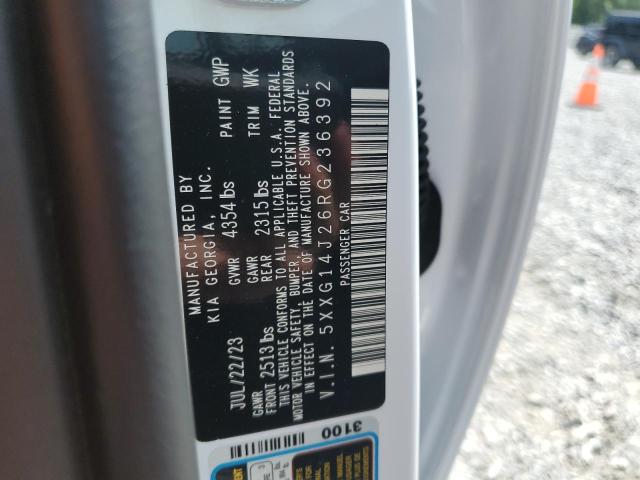 MANUFACTURED BY
KIA GEORGIA, INC.
JUL/22/23 GVWR 4354 lbs PAINT GWP
GAWR FRONT 2513 lbs GAWR REAR 2315 lbs TRIM WK
THIS VEHICLE CONFORMS TO ALL APPLICABLE U.S.A. FEDERAL
MOTOR VEHICLE SAFETY, BUMPER, AND THEFT PREVENTION STANDARDS
IN EFFECT ON THE DATE OF MANUFACTURE SHOWN ABOVE.
V.I.N. 5XXG14J26RG236392
PASSENGER CAR
3100